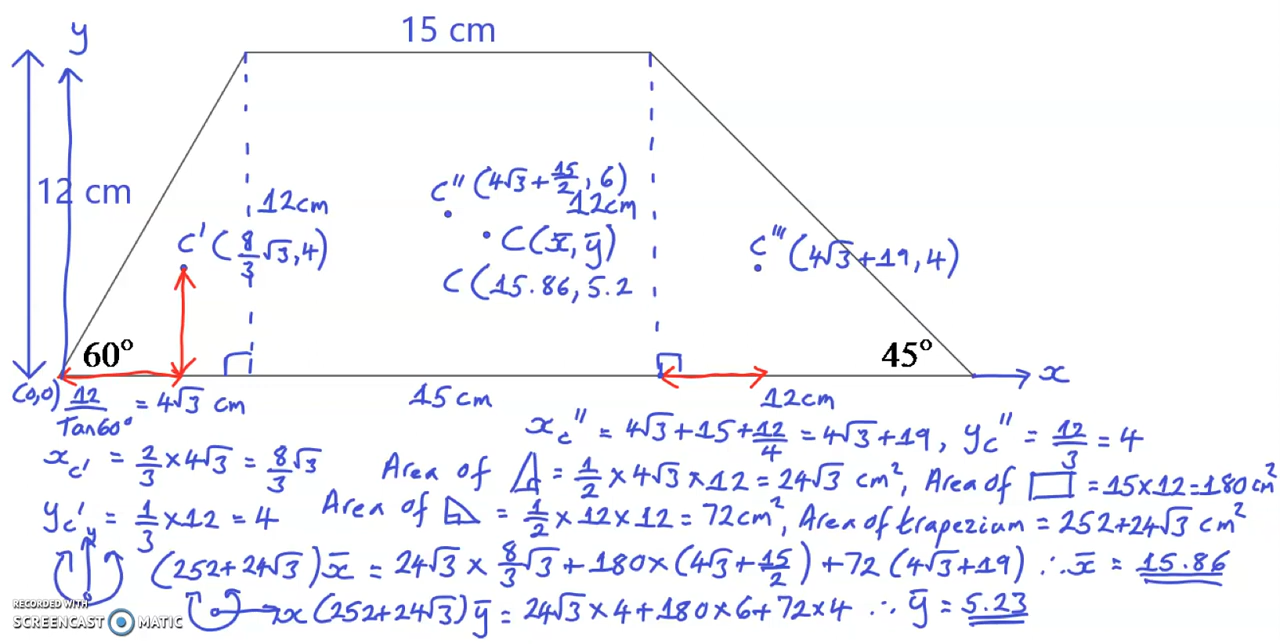 15 cm
y
12 cm
12cm
C'' (4√3 + 15/2, 6)
12cm
C' (8/3 √3, 4)
C (x̄, ȳ)
C (15.86, 5.2
C''' (4√3 + 19, 4)
60°
45°
(0,0)
x
12/Tan60° = 4√3 cm
15 cm
12cm
x_c'' = 4√3 + 15 + 12/4 = 4√3 + 19, y_c'' = 12/3 = 4
x_c' = 2/3 × 4√3 = 8/3 √3
Area of = 1/2 × 4√3 × 12 = 24√3 cm², Area of = 15×12 = 180 cm²
y_c' = 1/3 × 12 = 4
Area of = 1/2 × 12 × 12 = 72cm², Area of trapezium = 252 + 24√3 cm²
y
(252 + 24√3) x̄ = 24√3 × 8/3 √3 + 180 × (4√3 + 15/2) + 72 (4√3 + 19) ∴ x̄ = 15.86
x (252 + 24√3) ȳ = 24√3 × 4 + 180 × 6 + 72 × 4 ∴ ȳ = 5.23
RECORDED WITH
SCREENCAST MATIC